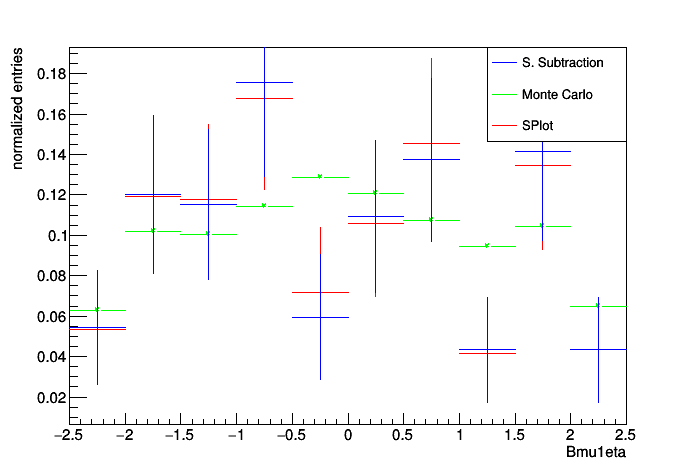 normalized entries
0.18
0.16
0.14
0.12
0.1
0.08
0.06
0.04
0.02
S. Subtraction
Monte Carlo
SPlot
−2.5 −2 −1.5 −1 −0.5 0 0.5 1 1.5 2 2.5
Bmu1eta